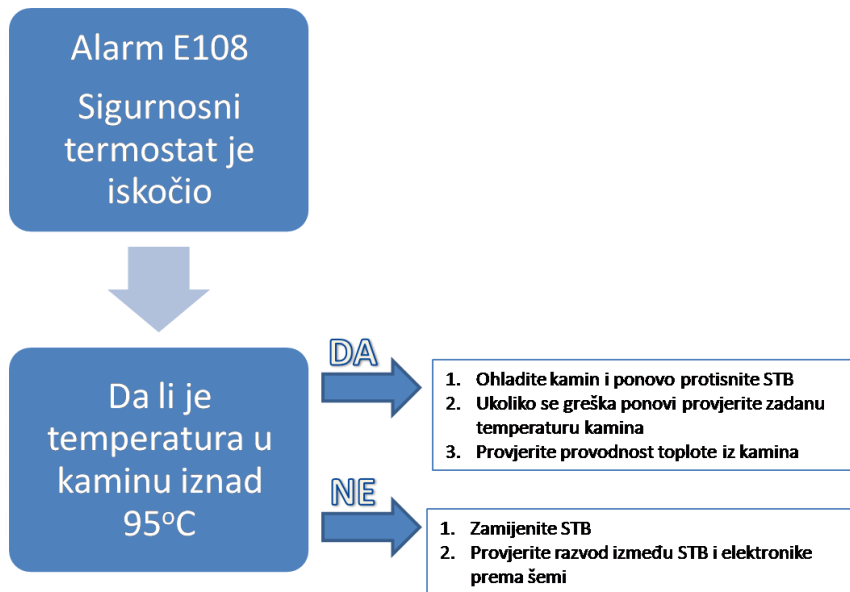 Alarm E108
Sigurnosni
termostat je
iskočio
Da li je
temperatura u
kaminu iznad
95°C
DA
1. Ohladite kamin i ponovo protisnite STB
2. Ukoliko se greška ponovi provjerite zadanu
temperaturu kamina
3. Provjerite provodnost toplote iz kamina
NE
1. Zamijenite STB
2. Provjerite razvod između STB i elektronike
prema šemi